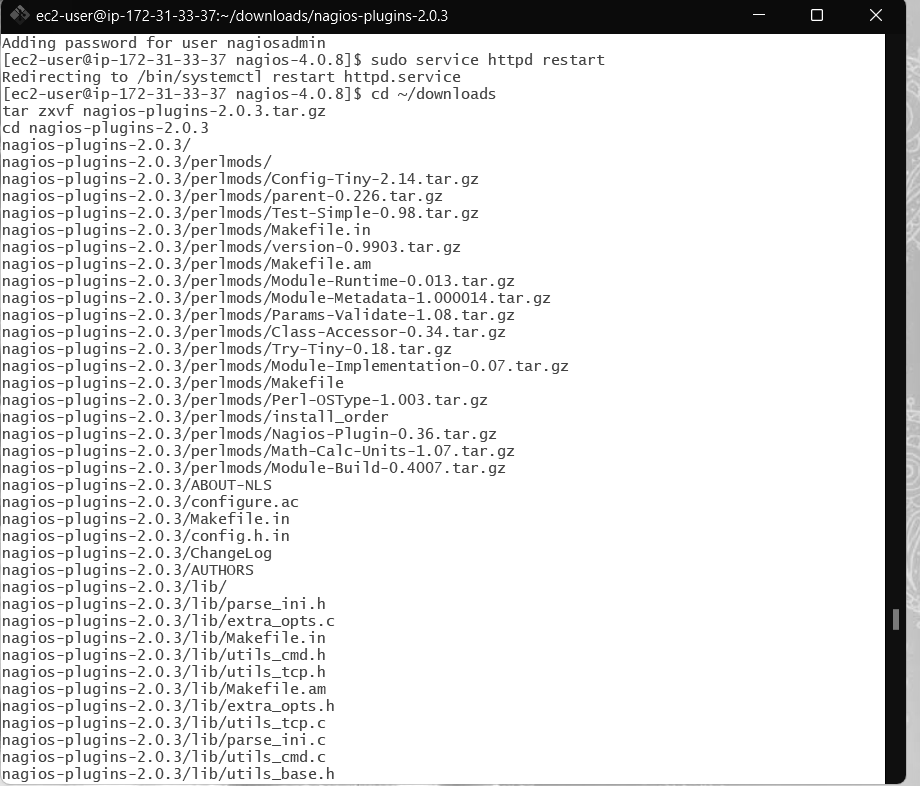 ec2-user@ip-172-31-33-37:~/downloads/nagios-plugins-2.0.3
Adding password for user nagiosadmin
[ec2-user@ip-172-31-33-37 nagios-4.0.8]$ sudo service httpd restart
Redirecting to /bin/systemctl restart httpd.service
[ec2-user@ip-172-31-33-37 nagios-4.0.8]$ cd ~/downloads
tar zxvf nagios-plugins-2.0.3.tar.gz
cd nagios-plugins-2.0.3
nagios-plugins-2.0.3/
nagios-plugins-2.0.3/perlmods/
nagios-plugins-2.0.3/perlmods/Config-Tiny-2.14.tar.gz
nagios-plugins-2.0.3/perlmods/parent-0.226.tar.gz
nagios-plugins-2.0.3/perlmods/Test-Simple-0.98.tar.gz
nagios-plugins-2.0.3/perlmods/Makefile.in
nagios-plugins-2.0.3/perlmods/version-0.9903.tar.gz
nagios-plugins-2.0.3/perlmods/Makefile.am
nagios-plugins-2.0.3/perlmods/Module-Runtime-0.013.tar.gz
nagios-plugins-2.0.3/perlmods/Module-Metadata-1.000014.tar.gz
nagios-plugins-2.0.3/perlmods/Params-Validate-1.08.tar.gz
nagios-plugins-2.0.3/perlmods/Class-Accessor-0.34.tar.gz
nagios-plugins-2.0.3/perlmods/Try-Tiny-0.18.tar.gz
nagios-plugins-2.0.3/perlmods/Module-Implementation-0.07.tar.gz
nagios-plugins-2.0.3/perlmods/Makefile
nagios-plugins-2.0.3/perlmods/Perl-OSType-1.003.tar.gz
nagios-plugins-2.0.3/perlmods/install_order
nagios-plugins-2.0.3/perlmods/Nagios-Plugin-0.36.tar.gz
nagios-plugins-2.0.3/perlmods/Math-Calc-Units-1.07.tar.gz
nagios-plugins-2.0.3/perlmods/Module-Build-0.4007.tar.gz
nagios-plugins-2.0.3/ABOUT-NLS
nagios-plugins-2.0.3/configure.ac
nagios-plugins-2.0.3/Makefile.in
nagios-plugins-2.0.3/config.h.in
nagios-plugins-2.0.3/ChangeLog
nagios-plugins-2.0.3/AUTHORS
nagios-plugins-2.0.3/lib/
nagios-plugins-2.0.3/lib/parse_ini.h
nagios-plugins-2.0.3/lib/extra_opts.c
nagios-plugins-2.0.3/lib/Makefile.in
nagios-plugins-2.0.3/lib/utils_cmd.h
nagios-plugins-2.0.3/lib/utils_tcp.h
nagios-plugins-2.0.3/lib/Makefile.am
nagios-plugins-2.0.3/lib/extra_opts.h
nagios-plugins-2.0.3/lib/utils_tcp.c
nagios-plugins-2.0.3/lib/parse_ini.c
nagios-plugins-2.0.3/lib/utils_cmd.c
nagios-plugins-2.0.3/lib/utils_base.h